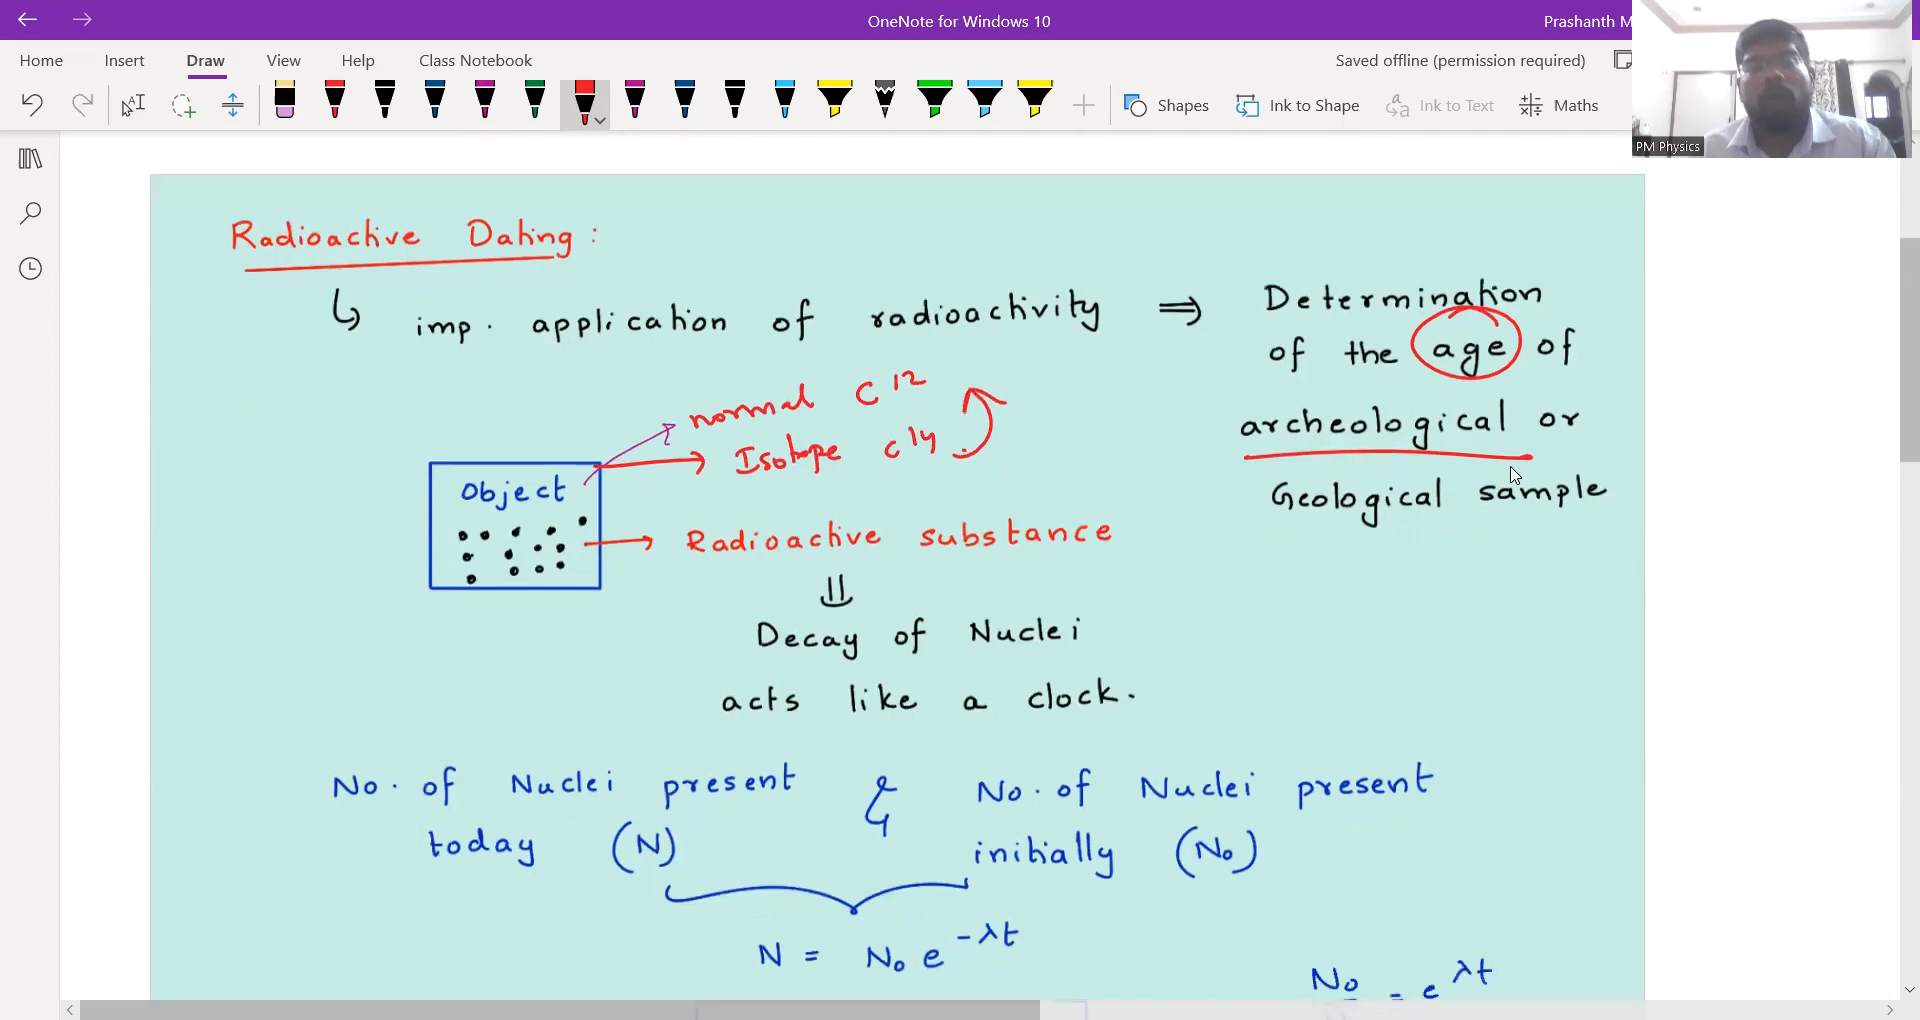 OneNote for Windows 10
Prashanth M
Home Insert Draw View Help Class Notebook
Saved offline (permission required)
Shapes Ink to Shape Ink to Text Maths
PM Physics
Radioactive Dating :
↳ imp. application of radioactivity ⇒ Determination
of the age of
archeological or
Geological sample
normal C¹²
Isotope C¹⁴
Object
→ Radioactive substance
⇓
Decay of Nuclei
acts like a clock.
No. of Nuclei present & No. of Nuclei present
today (N) initially (N₀)
N = N₀ e^-λt
N₀ = e^λt